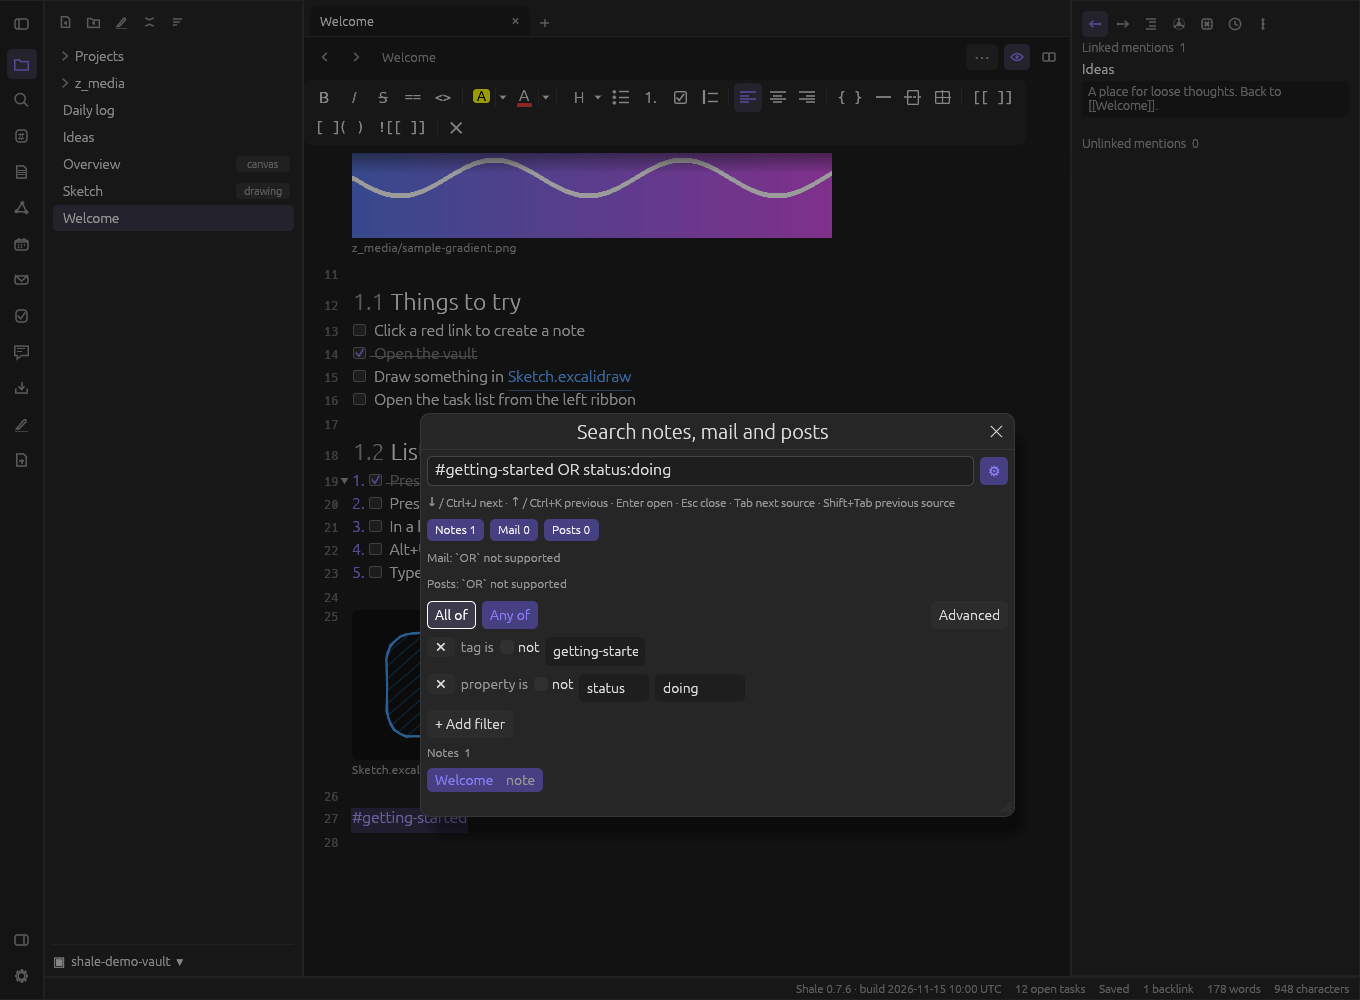 Projects
z_media
Daily log
Ideas
Overview canvas
Sketch drawing
Welcome
shale-demo-vault ▾
Welcome × +
Welcome
B I S == <> A A H 1. { } — [[ ]]
[ ]( ) ![[ ]] ✕
z_media/sample-gradient.png
11
12 1.1 Things to try
13 Click a red link to create a note
14 Open the vault
15 Draw something in Sketch.excalidraw
16 Open the task list from the left ribbon
17
18 1.2 Lis
19 1. Pres
20 2. Pres
21 3. In a l
22 4. Alt+
23 5. Type
24
25
Sketch.excal
26
27 #getting-started
28
Search notes, mail and posts
#getting-started OR status:doing
↓ / Ctrl+J next · ↑ / Ctrl+K previous · Enter open · Esc close · Tab next source · Shift+Tab previous source
Notes 1 Mail 0 Posts 0
Mail: `OR` not supported
Posts: `OR` not supported
All of Any of Advanced
✕ tag is not getting-starte
✕ property is not status doing
+ Add filter
Notes 1
Welcome note
Linked mentions 1
Ideas
A place for loose thoughts. Back to
[[Welcome]].
Unlinked mentions 0
Shale 0.7.6 · build 2026-11-15 10:00 UTC 12 open tasks Saved 1 backlink 178 words 948 characters